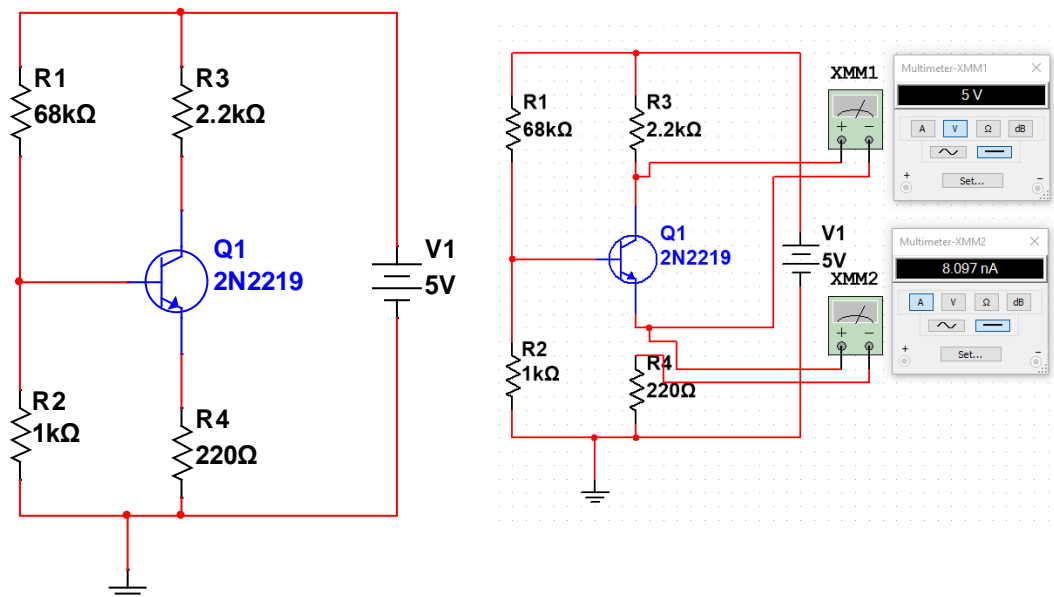 R1
68kΩ
R3
2.2kΩ
Q1
2N2219
V1
5V
R2
1kΩ
R4
220Ω
R1
68kΩ
R3
2.2kΩ
Q1
2N2219
V1
5V
R2
1kΩ
R4
220Ω
XMM1
+ −
XMM2
+ −
Multimeter-XMM1
5 V
A V Ω dB
+ Set... −
Multimeter-XMM2
8.097 nA
A V Ω dB
+ Set... −